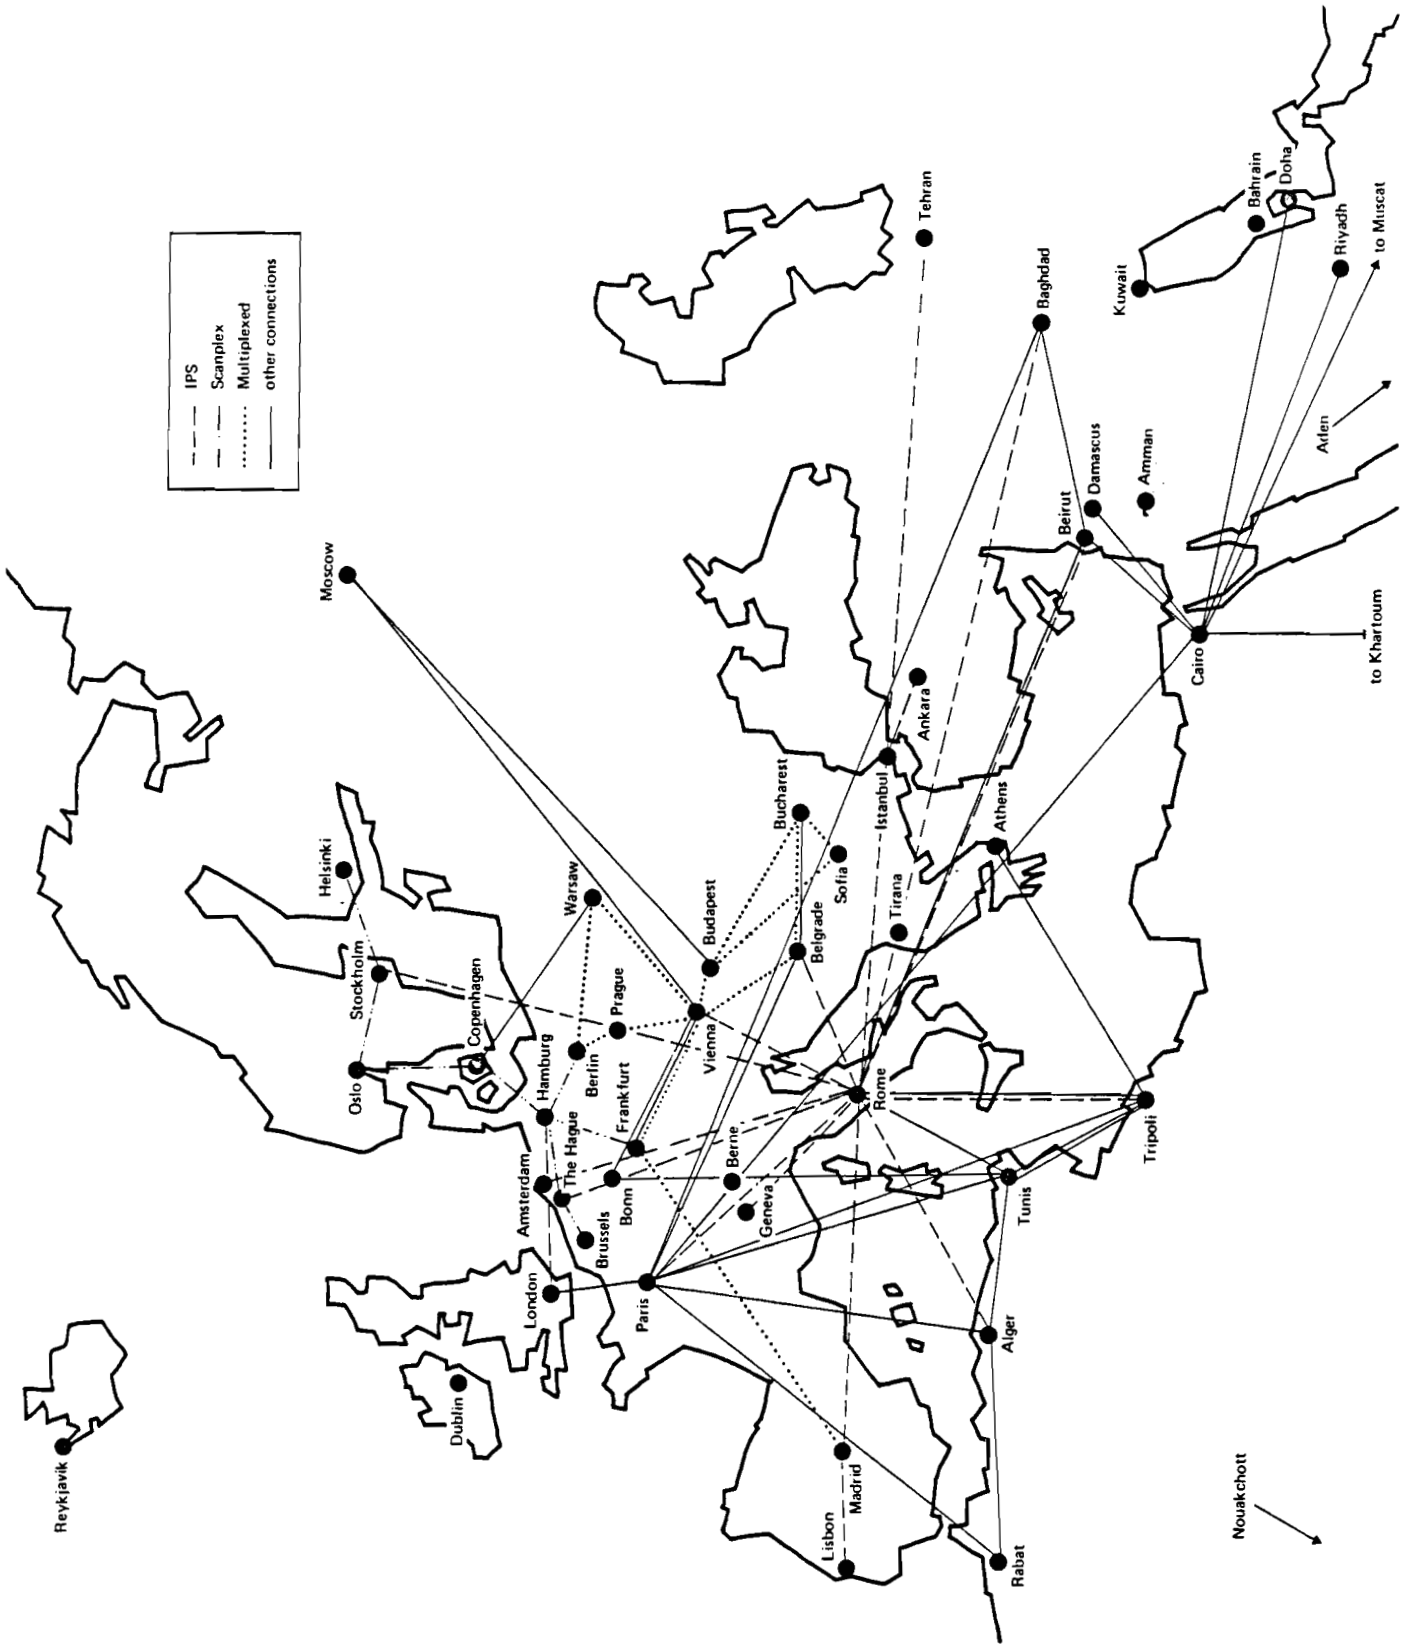 IPS
Scanplex
Multiplexed
other connections
Reykjavik
Dublin
London
Amsterdam
The Hague
Brussels
Bonn
Paris
Hamburg
Frankfurt
Berlin
Prague
Copenhagen
Oslo
Stockholm
Helsinki
Moscow
Warsaw
Vienna
Budapest
Berne
Geneva
Belgrade
Bucharest
Sofia
Tirana
Istanbul
Ankara
Athens
Rome
Madrid
Lisbon
Rabat
Alger
Tunis
Tripoli
Nouakchott
Cairo
to Khartoum
Beirut
Damascus
Amman
Aden
Baghdad
Tehran
Kuwait
Bahrain
Doha
Riyadh
to Muscat